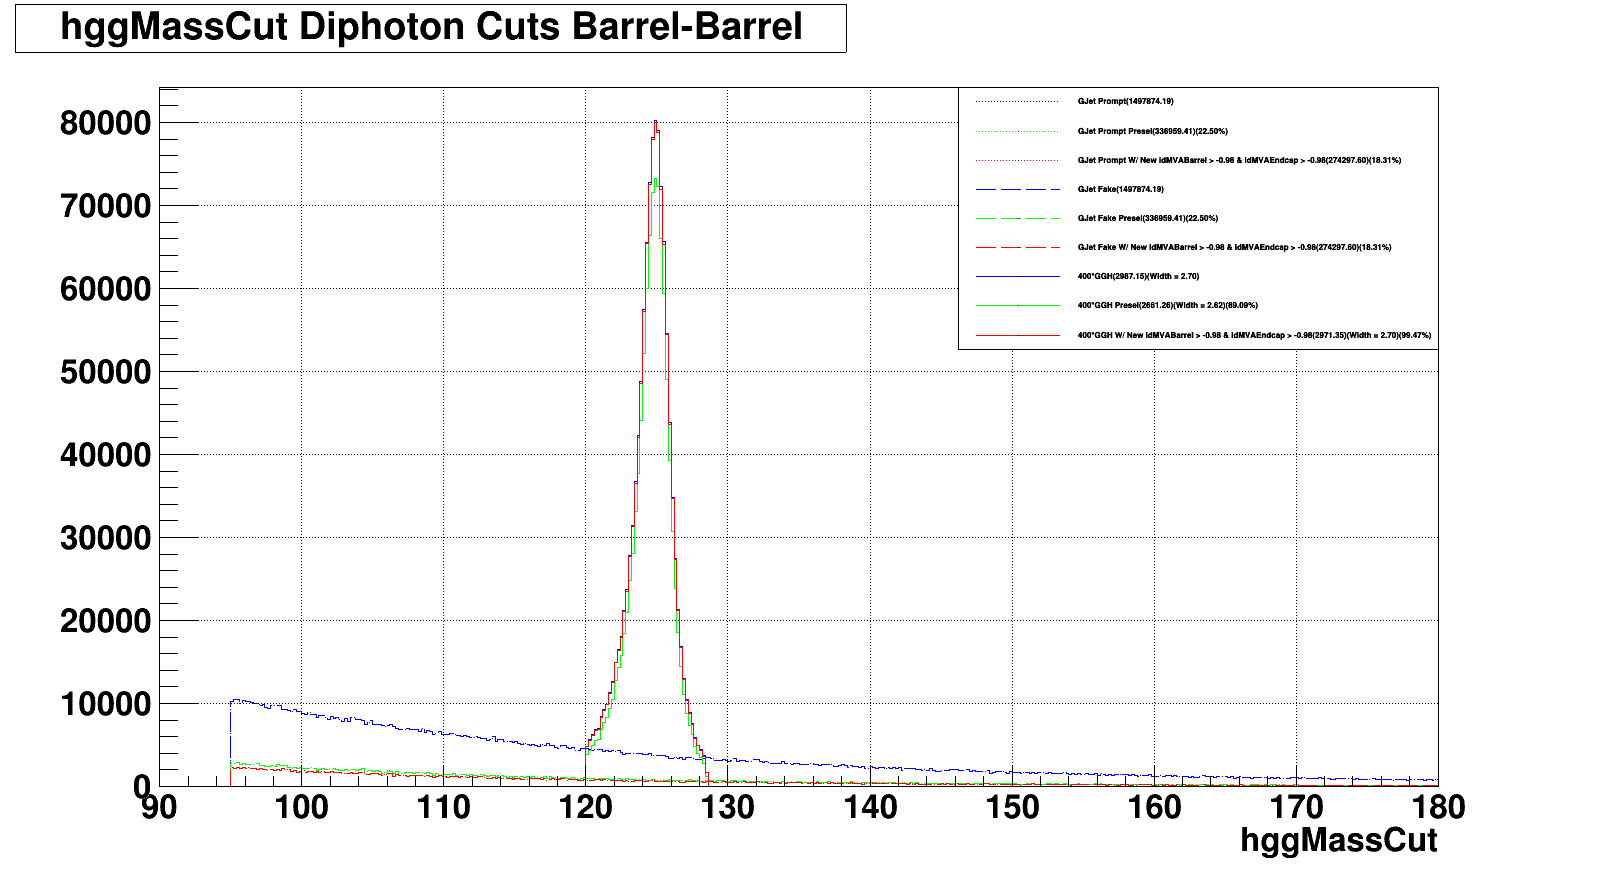 hggMassCut Diphoton Cuts Barrel-Barrel
GJet Prompt(1497874.19)
GJet Prompt Presel(336959.41)(22.50%)
GJet Prompt W/ New idMVABarrel > -0.98 & idMVAEndcap > -0.98(274297.60)(18.31%)
GJet Fake(1497874.19)
GJet Fake Presel(336959.41)(22.50%)
GJet Fake W/ New idMVABarrel > -0.98 & idMVAEndcap > -0.98(274297.60)(18.31%)
400*GGH(2987.15)(Width = 2.70)
400*GGH Presel(2661.26)(Width = 2.62)(89.09%)
400*GGH W/ New idMVABarrel > -0.98 & idMVAEndcap > -0.98(2971.35)(Width = 2.70)(99.47%)
80000
70000
60000
50000
40000
30000
20000
10000
0
90 100 110 120 130 140 150 160 170 180
hggMassCut